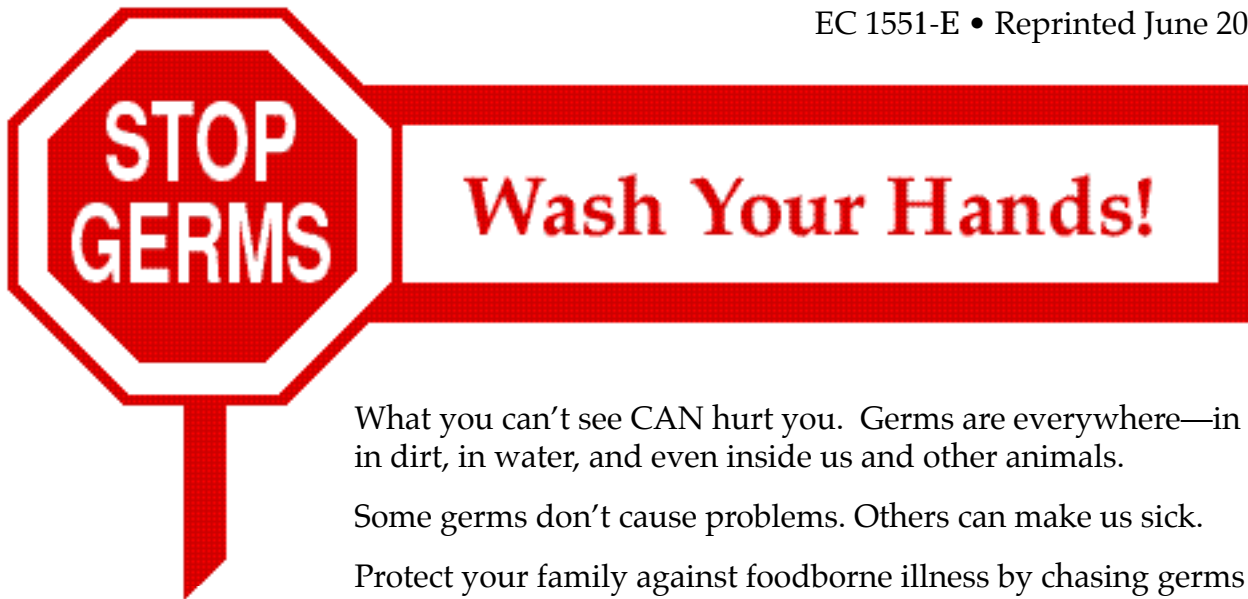 EC 1551-E • Reprinted June 20
STOP
GERMS
Wash Your Hands!
What you can’t see CAN hurt you.  Germs are everywhere—in
in dirt, in water, and even inside us and other animals.
Some germs don’t cause problems. Others can make us sick.
Protect your family against foodborne illness by chasing germs